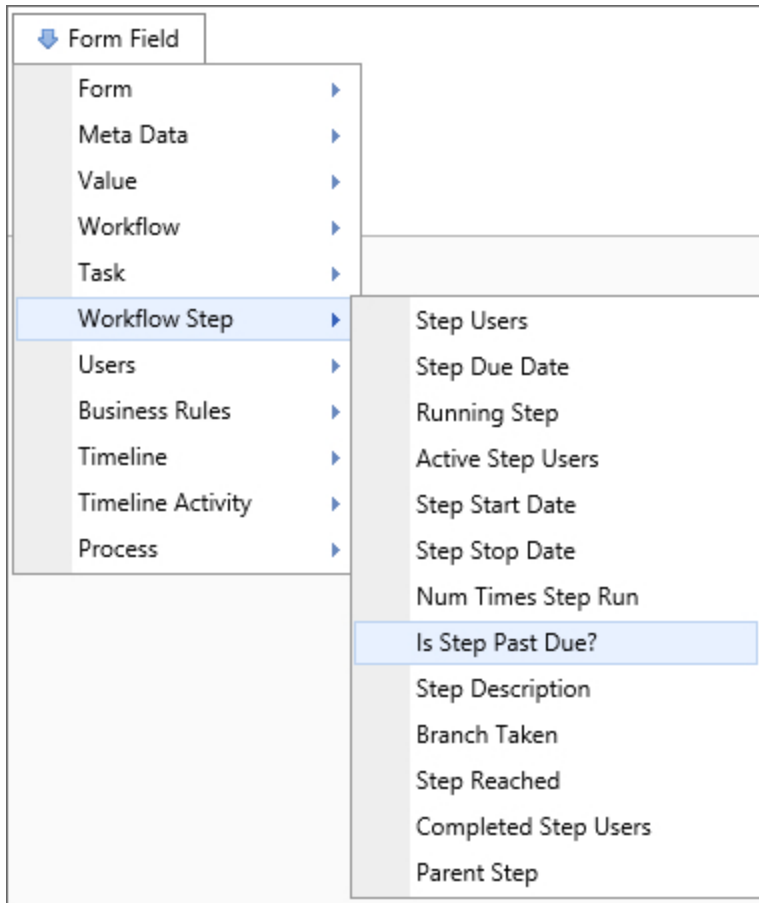 Form Field
Form
Meta Data
Value
Workflow
Task
Workflow Step
Users
Business Rules
Timeline
Timeline Activity
Process
Step Users
Step Due Date
Running Step
Active Step Users
Step Start Date
Step Stop Date
Num Times Step Run
Is Step Past Due?
Step Description
Branch Taken
Step Reached
Completed Step Users
Parent Step